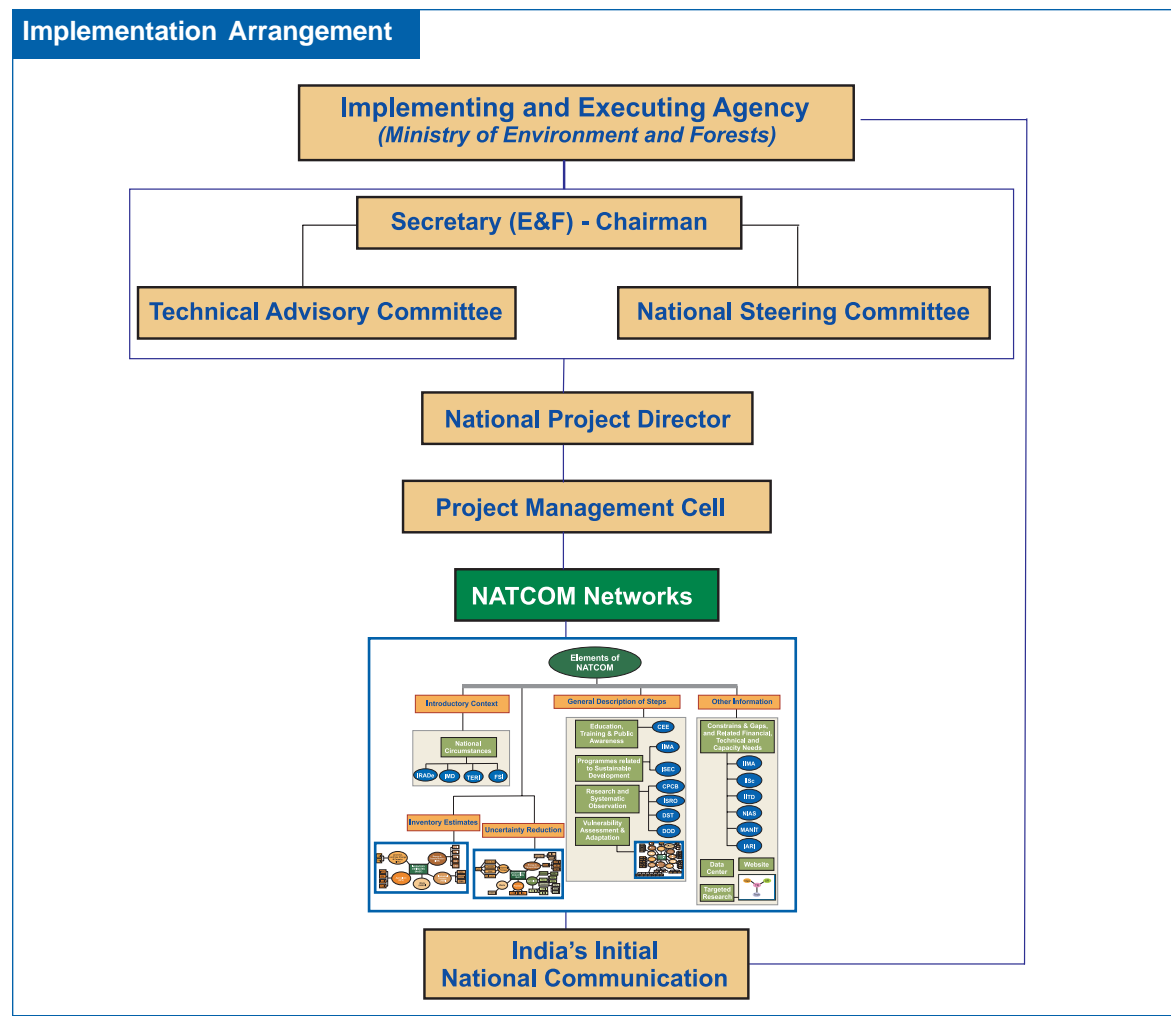 Implementation Arrangement
Implementing and Executing Agency
(Ministry of Environment and Forests)
Secretary (E&F) - Chairman
Technical Advisory Committee
National Steering Committee
National Project Director
Project Management Cell
NATCOM Networks
Elements of
NATCOM
Introductory Context
General Description of Steps
Other Information
National
Circumstances
IRADe
IMD
TERI
FSI
Inventory Estimates
Uncertainty Reduction
Education,
Training & Public
Awareness
CEE
Programmes related
to Sustainable
Development
IIMA
ISEC
Research and
Systematic
Observation
CPCB
ISRO
DST
DOD
Vulnerability
Assessment &
Adaptation
Constrains & Gaps,
and Related Financial,
Technical and
Capacity Needs
IIMA
IISc
IITD
NIAS
MANIT
IARI
Data
Center
Website
Targeted
Research
India's Initial
National Communication